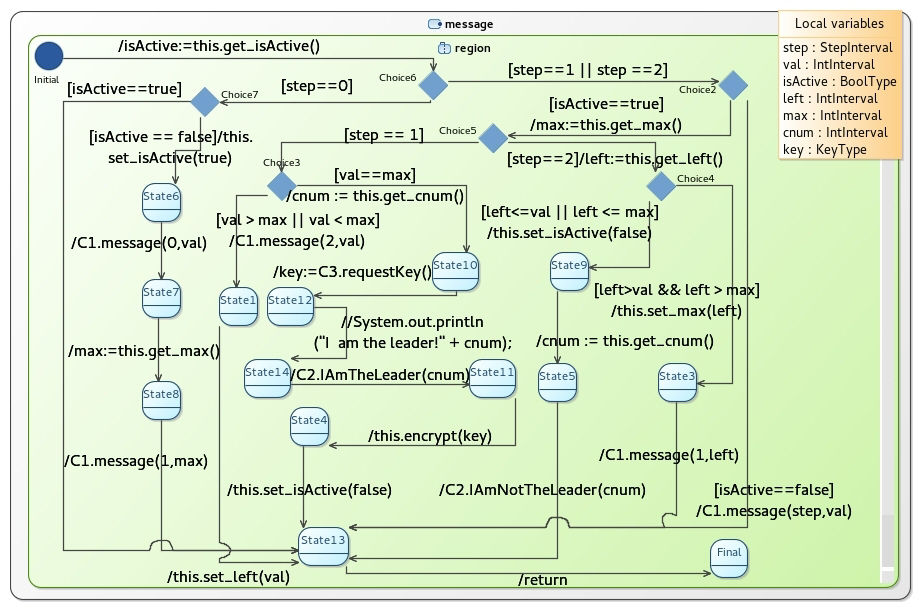 message
region
Local variables
step : StepInterval
val : IntInterval
isActive : BoolType
left : IntInterval
max : IntInterval
cnum : IntInterval
key : KeyType
/isActive:=this.get_isActive()
Initial
Choice6
[isActive==true]
Choice7
[step==0]
[step==1 || step ==2]
Choice2
[isActive==true]
/max:=this.get_max()
[isActive == false]/this.
set_isActive(true)
[step == 1]
Choice5
[step==2]/left:=this.get_left()
Choice3
[val==max]
/cnum := this.get_cnum()
Choice4
State6
[val > max || val < max]
/C1.message(2,val)
[left<=val || left <= max]
/this.set_isActive(false)
/C1.message(0,val)
/key:=C3.requestKey()
State10
State9
State7
State1
State12
[left>val && left > max]
/this.set_max(left)
//System.out.println
("I  am the leader!" + cnum);
/cnum := this.get_cnum()
/max:=this.get_max()
State14
/C2.IAmTheLeader(cnum)
State11
State5
State3
State8
State4
/this.encrypt(key)
/C1.message(1,max)
/C1.message(1,left)
/this.set_isActive(false)
/C2.IAmNotTheLeader(cnum)
[isActive==false]
/C1.message(step,val)
State13
Final
/this.set_left(val)
/return